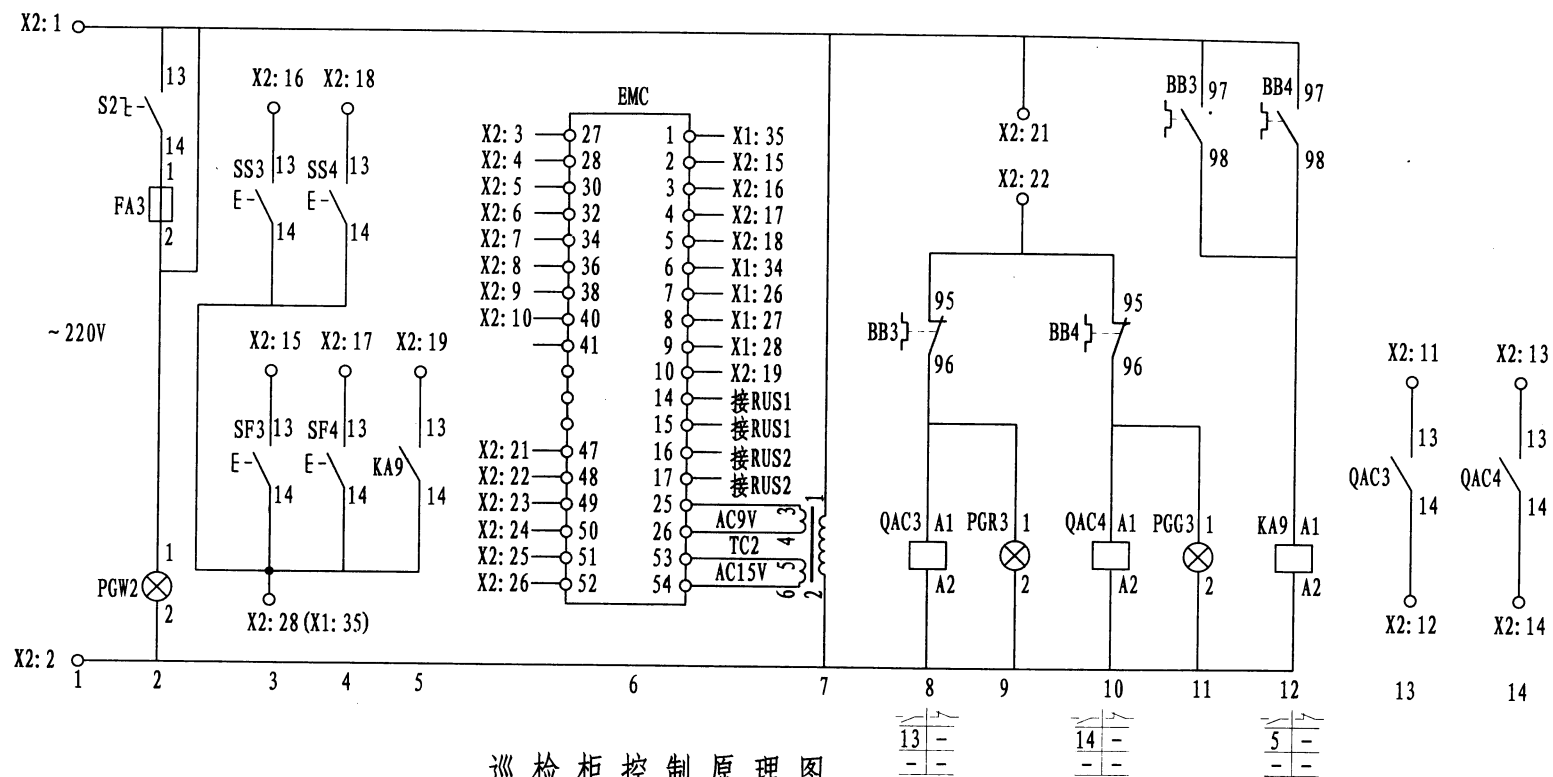 X2: 1
13
S2
14
1
FA3
2
~220V
1
PGW2
2
X2: 2
X2: 16 X2: 18
SS3 13 SS4 13
E- E-
14 14
X2: 15 X2: 17 X2: 19
SF3 13 SF4 13 13
E- E- KA9
14 14 14
X2: 28 (X1: 35)
EMC
X2: 3 27 1 X1: 35
X2: 4 28 2 X2: 15
X2: 5 30 3 X2: 16
X2: 6 32 4 X2: 17
X2: 7 34 5 X2: 18
X2: 8 36 6 X1: 34
X2: 9 38 7 X1: 26
X2: 10 40 8 X1: 27
41 9 X1: 28
10 X2: 19
14 接RUS1
15 接RUS1
16 接RUS2
17 接RUS2
X2: 21 47
X2: 22 48
X2: 23 49 25
X2: 24 50 26
X2: 25 51 53
X2: 26 52 54
AC9V 3 1
4
TC2
AC15V 5
6 2
X2: 21
X2: 22
BB3 97 BB4 97
98 98
95 95
BB3 BB4
96 96
QAC3 A1 PGR3 1 QAC4 A1 PGG3 1 KA9 A1
A2 2 A2 2 A2
X2: 11 X2: 13
13 13
QAC3 QAC4
14 14
X2: 12 X2: 14
1 2 3 4 5 6 7 8 9 10 11 12 13 14
13 - 14 - 5 -
- - - - - -
巡检柜控制原理图